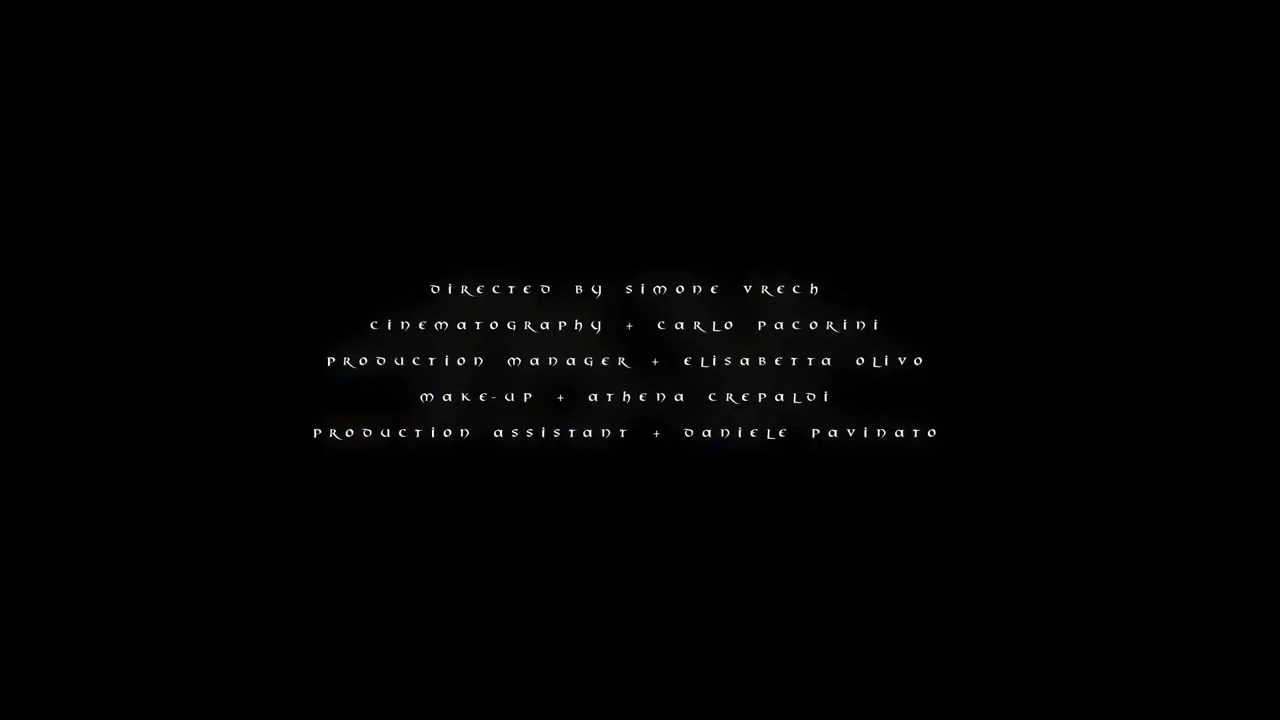 DIRECTED BY SIMONE VRECH
CINEMATOGRAPHY + CARLO PACORINI
PRODUCTION MANAGER + ELISABETTA OLIVO
MAKE-UP + ATHENA CREPALDI
PRODUCTION ASSISTANT + DANIELE PAVINATO